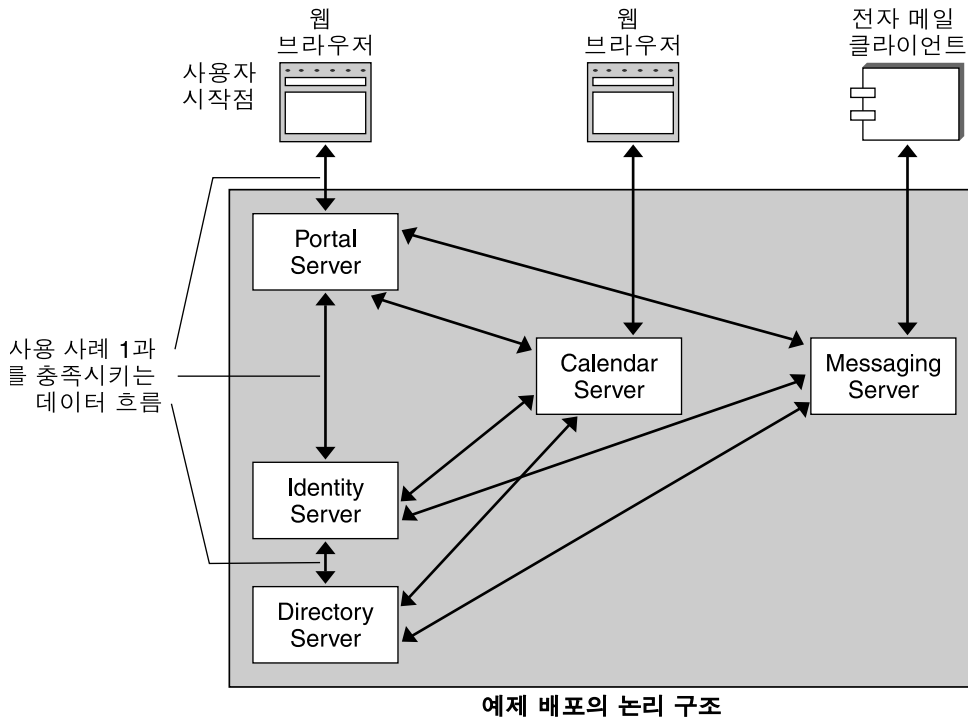 웹
브라우저
웹
브라우저
전자 메일
클라이언트
사용자
시작점
Portal
Server
사용 사례 1과
를 충족시키는
데이터 흐름
Calendar
Server
Messaging
Server
Identity
Server
Directory
Server
예제 배포의 논리 구조